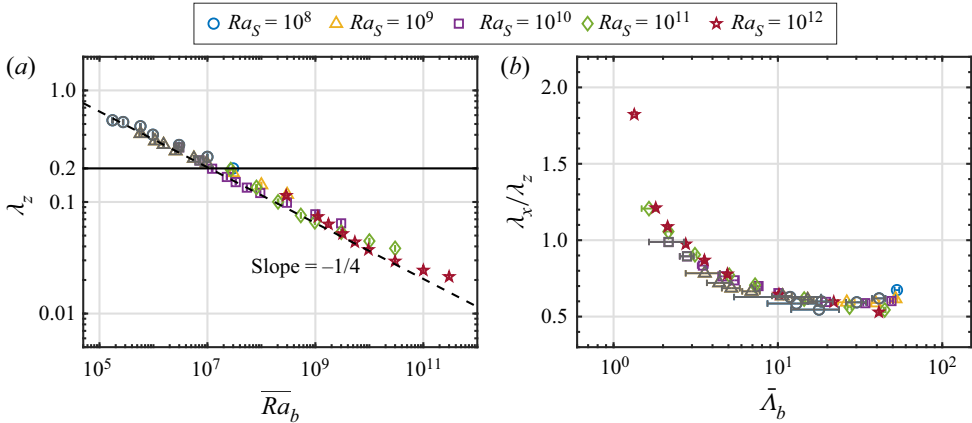 Ra_S = 10^8 Ra_S = 10^9 Ra_S = 10^10 Ra_S = 10^11 Ra_S = 10^12
(a) (b)
1.0
0.2
0.1
0.01
λ_z
Slope = –1/4
10^5 10^7 10^9 10^11
\overline{Ra}_b
2.0
1.5
1.0
0.5
λ_x/λ_z
10^0 10^1 10^2
\bar{Λ}_b